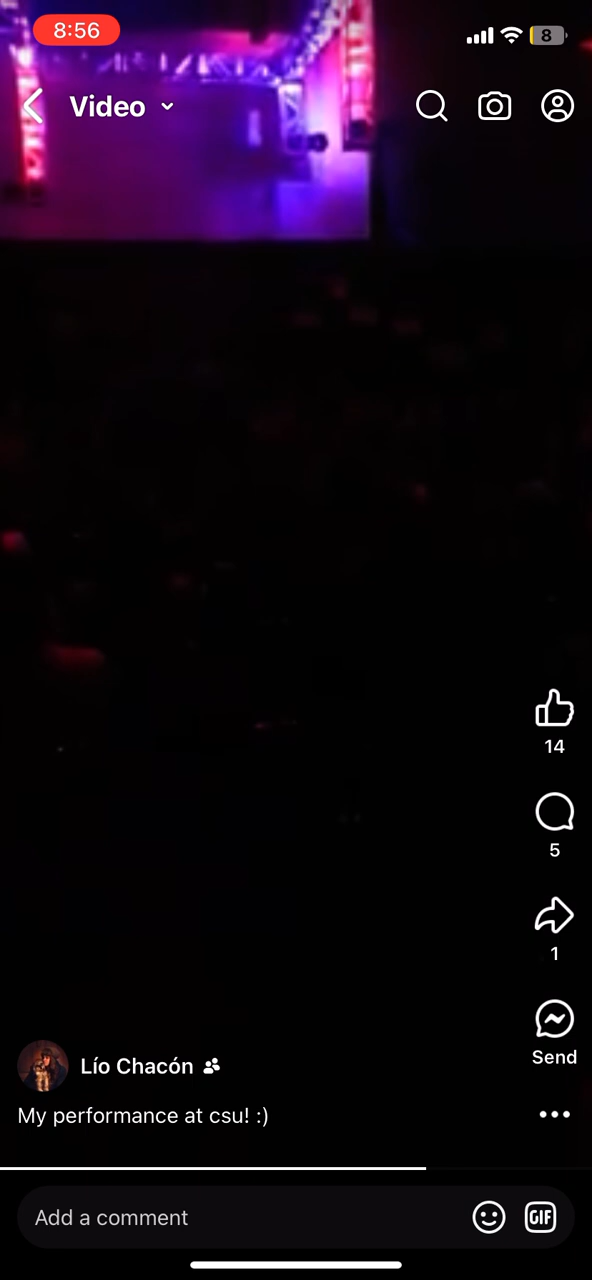 8:56
8
Video
14
5
1
Send
Lío Chacón
My performance at csu! :)
Add a comment
GIF